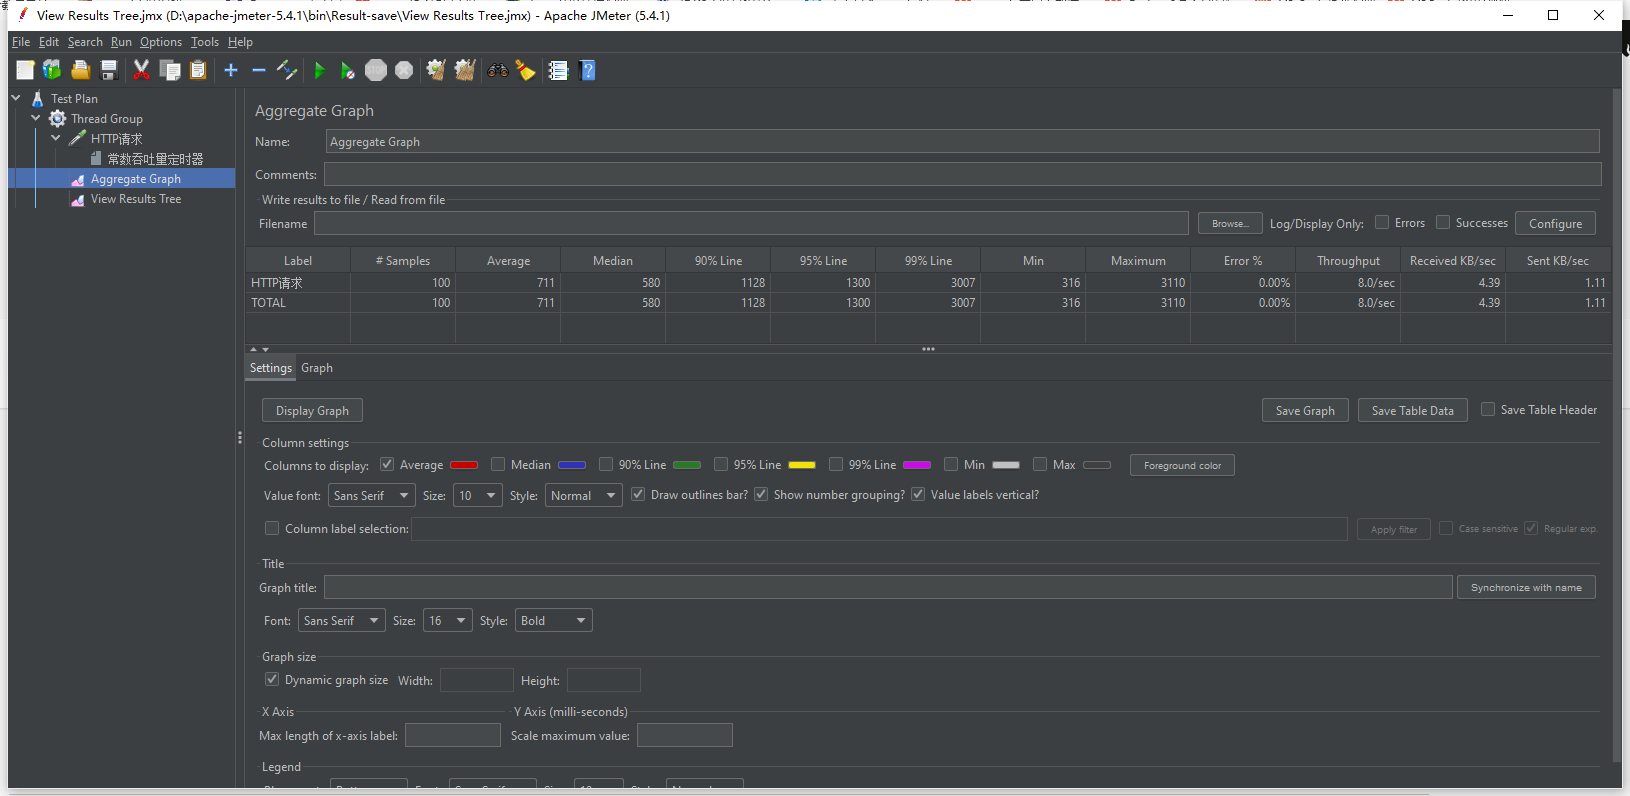 View Results Tree.jmx (D:\apache-jmeter-5.4.1\bin\Result-save\View Results Tree.jmx) - Apache JMeter (5.4.1)
File Edit Search Run Options Tools Help
STOP
Test Plan
Thread Group
HTTP请求
常数吞吐量定时器
Aggregate Graph
View Results Tree
Aggregate Graph
Name: Aggregate Graph
Comments:
Write results to file / Read from file
Filename Browse... Log/Display Only: Errors Successes Configure
Label # Samples Average Median 90% Line 95% Line 99% Line Min Maximum Error % Throughput Received KB/sec Sent KB/sec
HTTP请求 100 711 580 1128 1300 3007 316 3110 0.00% 8.0/sec 4.39 1.11
TOTAL 100 711 580 1128 1300 3007 316 3110 0.00% 8.0/sec 4.39 1.11
Settings Graph
Display Graph Save Graph Save Table Data Save Table Header
Column settings
Columns to display: Average Median 90% Line 95% Line 99% Line Min Max Foreground color
Value font: Sans Serif Size: 10 Style: Normal Draw outlines bar? Show number grouping? Value labels vertical?
Column label selection: Apply filter Case sensitive Regular exp.
Title
Graph title: Synchronize with name
Font: Sans Serif Size: 16 Style: Bold
Graph size
Dynamic graph size Width: Height:
X Axis Y Axis (milli-seconds)
Max length of x-axis label: Scale maximum value:
Legend